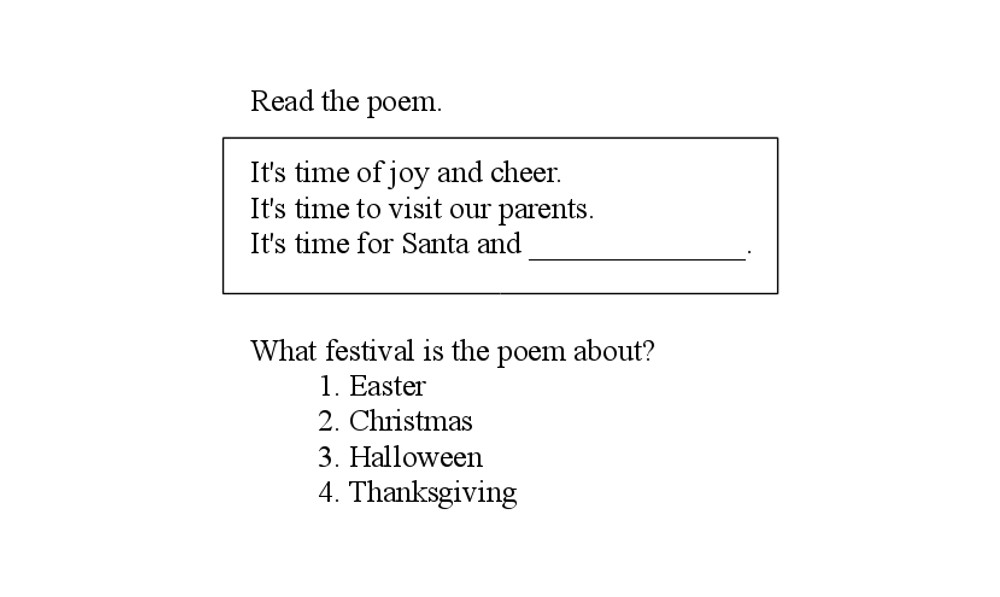 Read the poem.
It's time of joy and cheer.
It's time to visit our parents.
It's time for Santa and _______________.
What festival is the poem about?
1. Easter
2. Christmas
3. Halloween
4. Thanksgiving